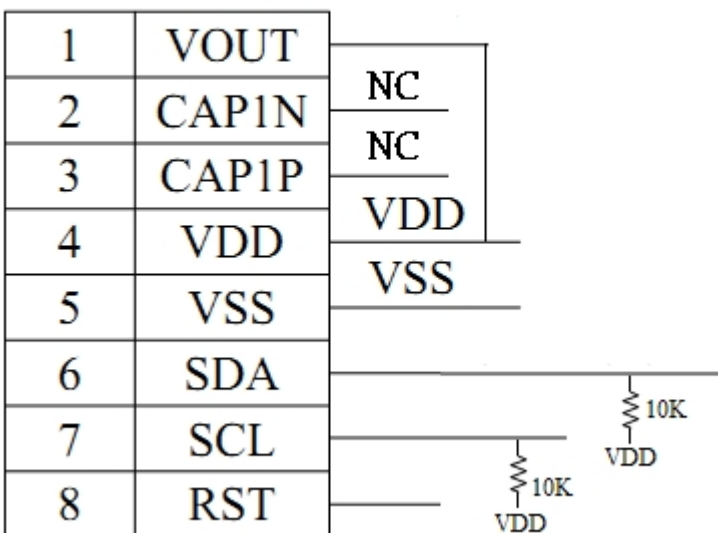 1 VOUT
NC
2 CAP1N
NC
3 CAP1P
VDD
4 VDD
VSS
5 VSS
6 SDA
10K
VDD
7 SCL
10K
VDD
8 RST